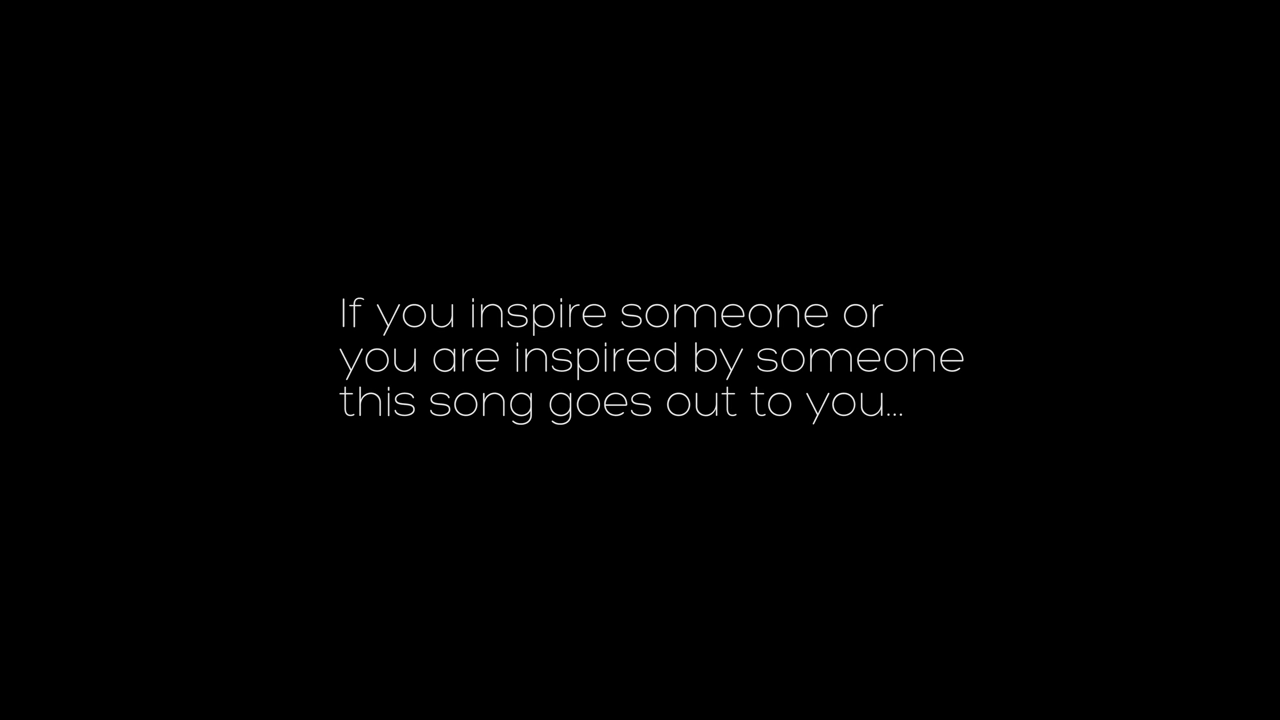 If you inspire someone or
you are inspired by someone
this song goes out to you...